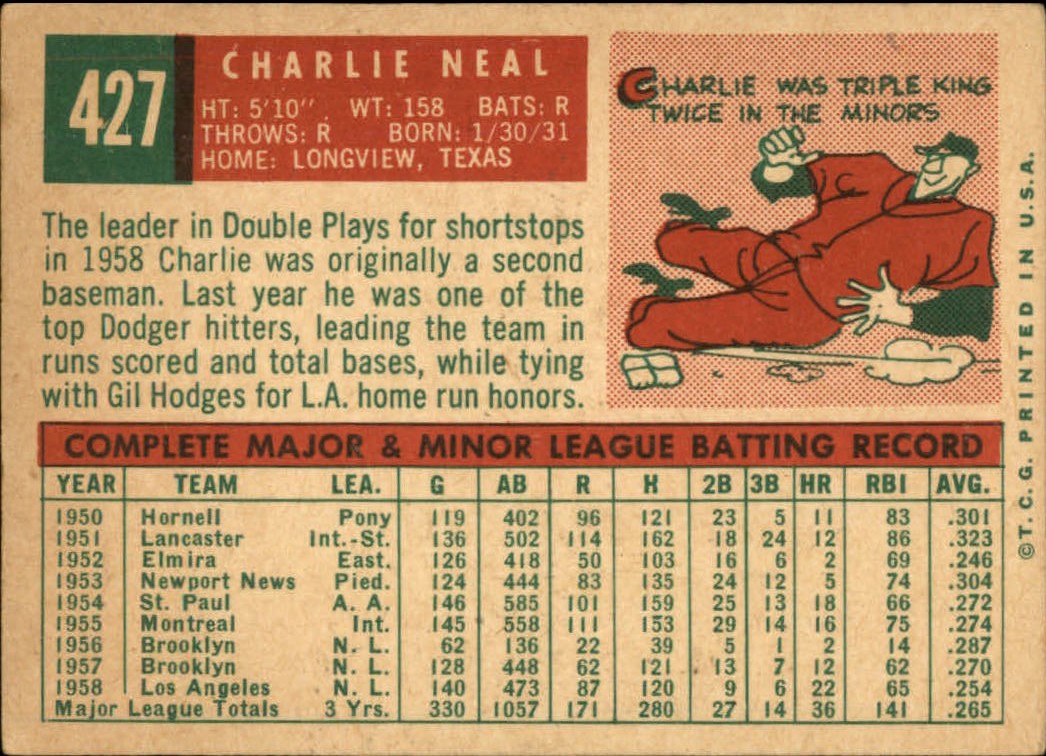 427
CHARLIE NEAL
HT: 5'10" WT: 158 BATS: R
THROWS: R BORN: 1/30/31
HOME: LONGVIEW, TEXAS
CHARLIE WAS TRIPLE KING
TWICE IN THE MINORS
The leader in Double Plays for shortstops
in 1958 Charlie was originally a second
baseman. Last year he was one of the
top Dodger hitters, leading the team in
runs scored and total bases, while tying
with Gil Hodges for L.A. home run honors.
COMPLETE MAJOR & MINOR LEAGUE BATTING RECORD
YEAR TEAM LEA. G AB R H 2B 3B HR RBI AVG.
1950 Hornell Pony 119 402 96 121 23 5 11 83 .301
1951 Lancaster Int.-St. 136 502 114 162 18 24 12 86 .323
1952 Elmira East. 126 418 50 103 16 6 2 69 .246
1953 Newport News Pied. 124 444 83 135 24 12 5 74 .304
1954 St. Paul A. A. 146 585 101 159 25 13 18 66 .272
1955 Montreal Int. 145 558 111 153 29 14 16 75 .274
1956 Brooklyn N. L. 62 136 22 39 5 1 2 14 .287
1957 Brooklyn N. L. 128 448 62 121 13 7 12 62 .270
1958 Los Angeles N. L. 140 473 87 120 9 6 22 65 .254
Major League Totals 3 Yrs. 330 1057 171 280 27 14 36 141 .265
© T. C. G. PRINTED IN U.S.A.